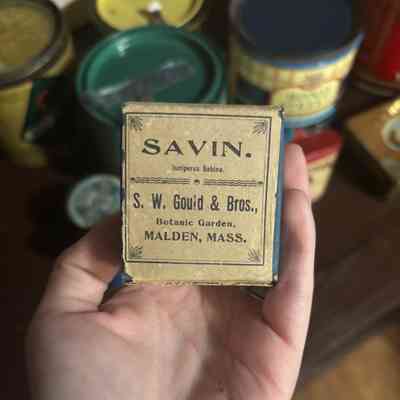 SAVIN.
Juniperus Sabina.
S. W. Gould & Bros.,
Botanic Garden,
MALDEN, MASS.